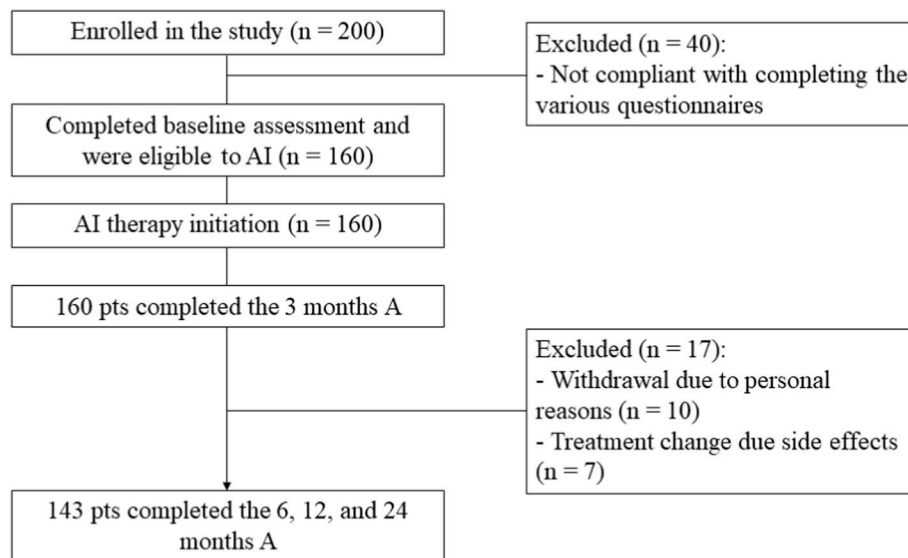 Enrolled in the study (n = 200)
Excluded (n = 40):
- Not compliant with completing the
various questionnaires
Completed baseline assessment and
were eligible to AI (n = 160)
AI therapy initiation (n = 160)
160 pts completed the 3 months A
Excluded (n = 17):
- Withdrawal due to personal
reasons (n = 10)
- Treatment change due side effects
(n = 7)
143 pts completed the 6, 12, and 24
months A